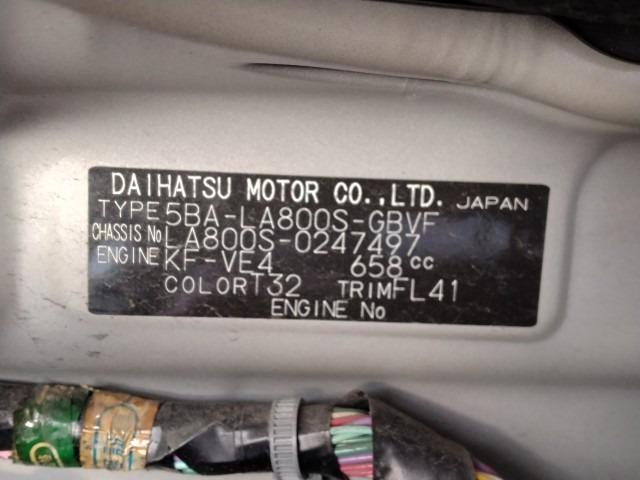 DAIHATSU MOTOR CO.,LTD. JAPAN
TYPE 5BA-LA800S-GBVF
CHASSIS No LA800S-0247497
ENGINE KF-VE4 658cc
COLOR T32 TRIM FL41
ENGINE No